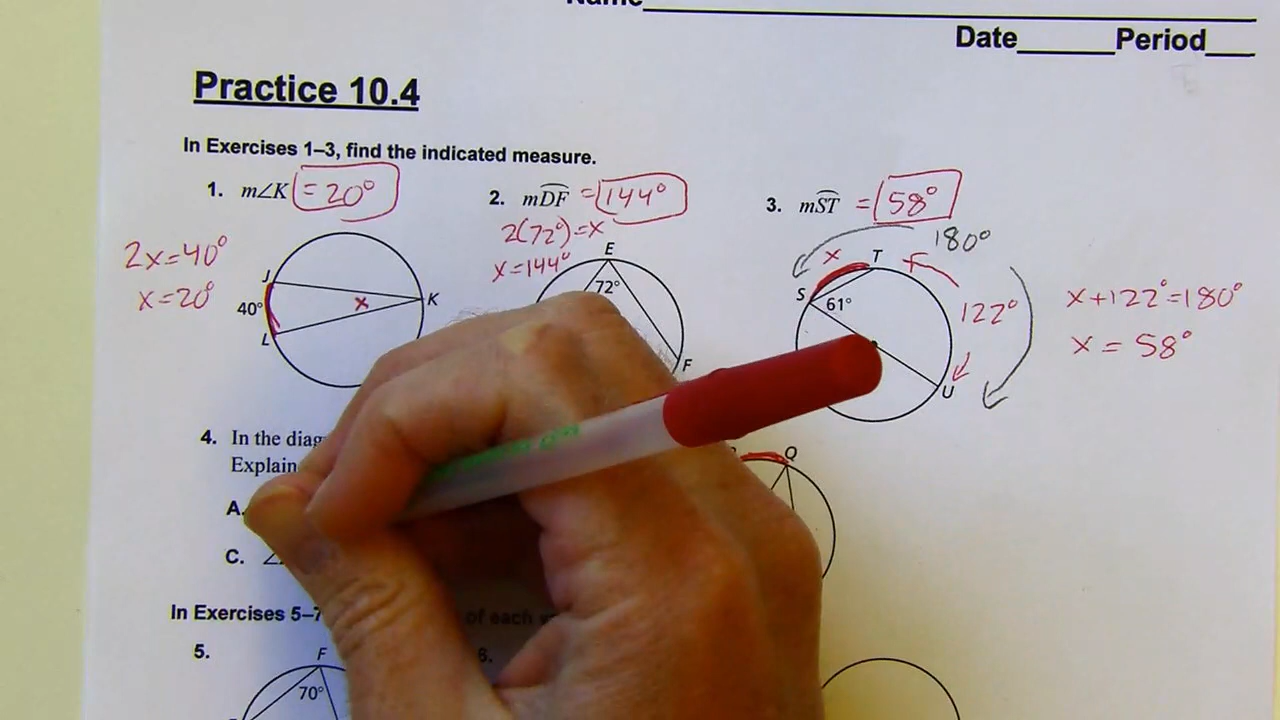 Name
Date Period
Practice 10.4
In Exercises 1–3, find the indicated measure.
1. m∠K = 20°
2x = 40°
x = 20°
J
40°
L
x
K
2. mDF = 144°
2(72°) = x
x = 144°
E
72°
F
3. mST = 58°
180°
x
T
S
61°
122°
U
x + 122° = 180°
x = 58°
4. In the
Explain
A.
C. ∠
Q
In Exercises 5–7 of each
5.
F
70°
6.